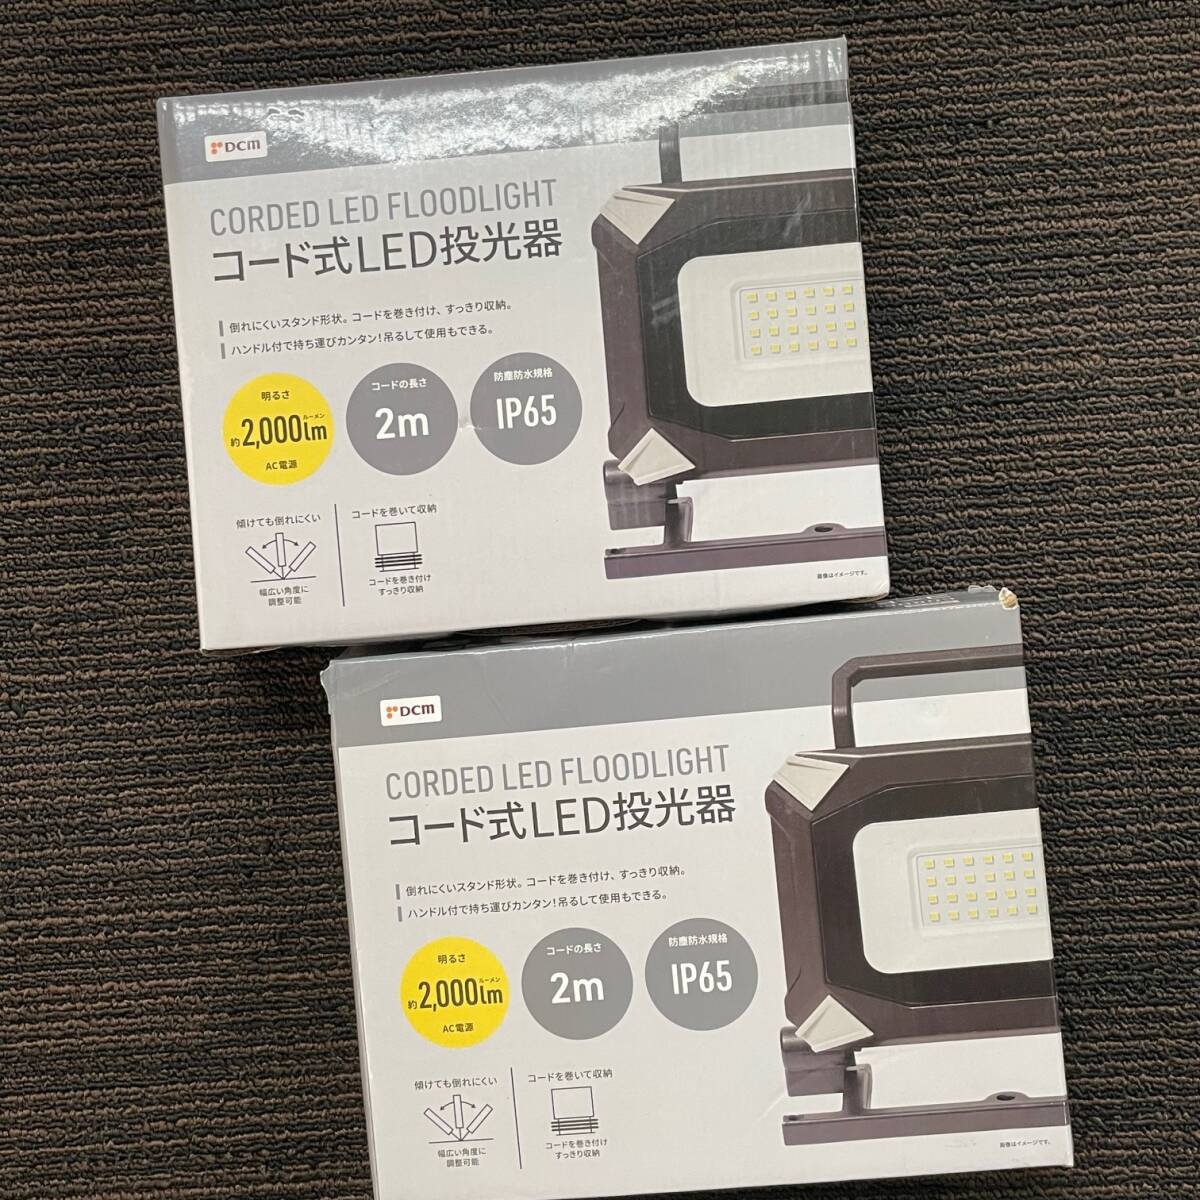 DCM
CORDED LED FLOODLIGHT
コード式LED投光器
倒れにくいスタンド形状。コードを巻き付け、すっきり収納。
ハンドル付で持ち運びカンタン!吊るして使用もできる。
明るさ
約2,000lm
ルーメン
AC電源
コードの長さ
2m
防塵防水規格
IP65
傾けても倒れにくい
幅広い角度に
調整可能
コードを巻いて収納
コードを巻き付け
すっきり収納
画像はイメージです。
DCM
CORDED LED FLOODLIGHT
コード式LED投光器
倒れにくいスタンド形状。コードを巻き付け、すっきり収納。
ハンドル付で持ち運びカンタン!吊るして使用もできる。
明るさ
約2,000lm
ルーメン
AC電源
コードの長さ
2m
防塵防水規格
IP65
傾けても倒れにくい
幅広い角度に
調整可能
コードを巻いて収納
コードを巻き付け
すっきり収納
画像はイメージです。